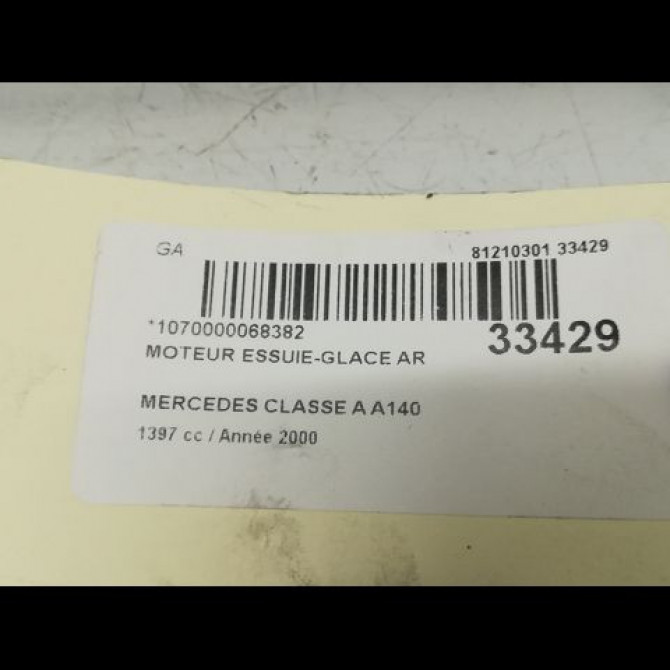 GA 81210301 33429
*1070000068382 33429
MOTEUR ESSUIE-GLACE AR
MERCEDES CLASSE A A140
1397 cc / Année 2000